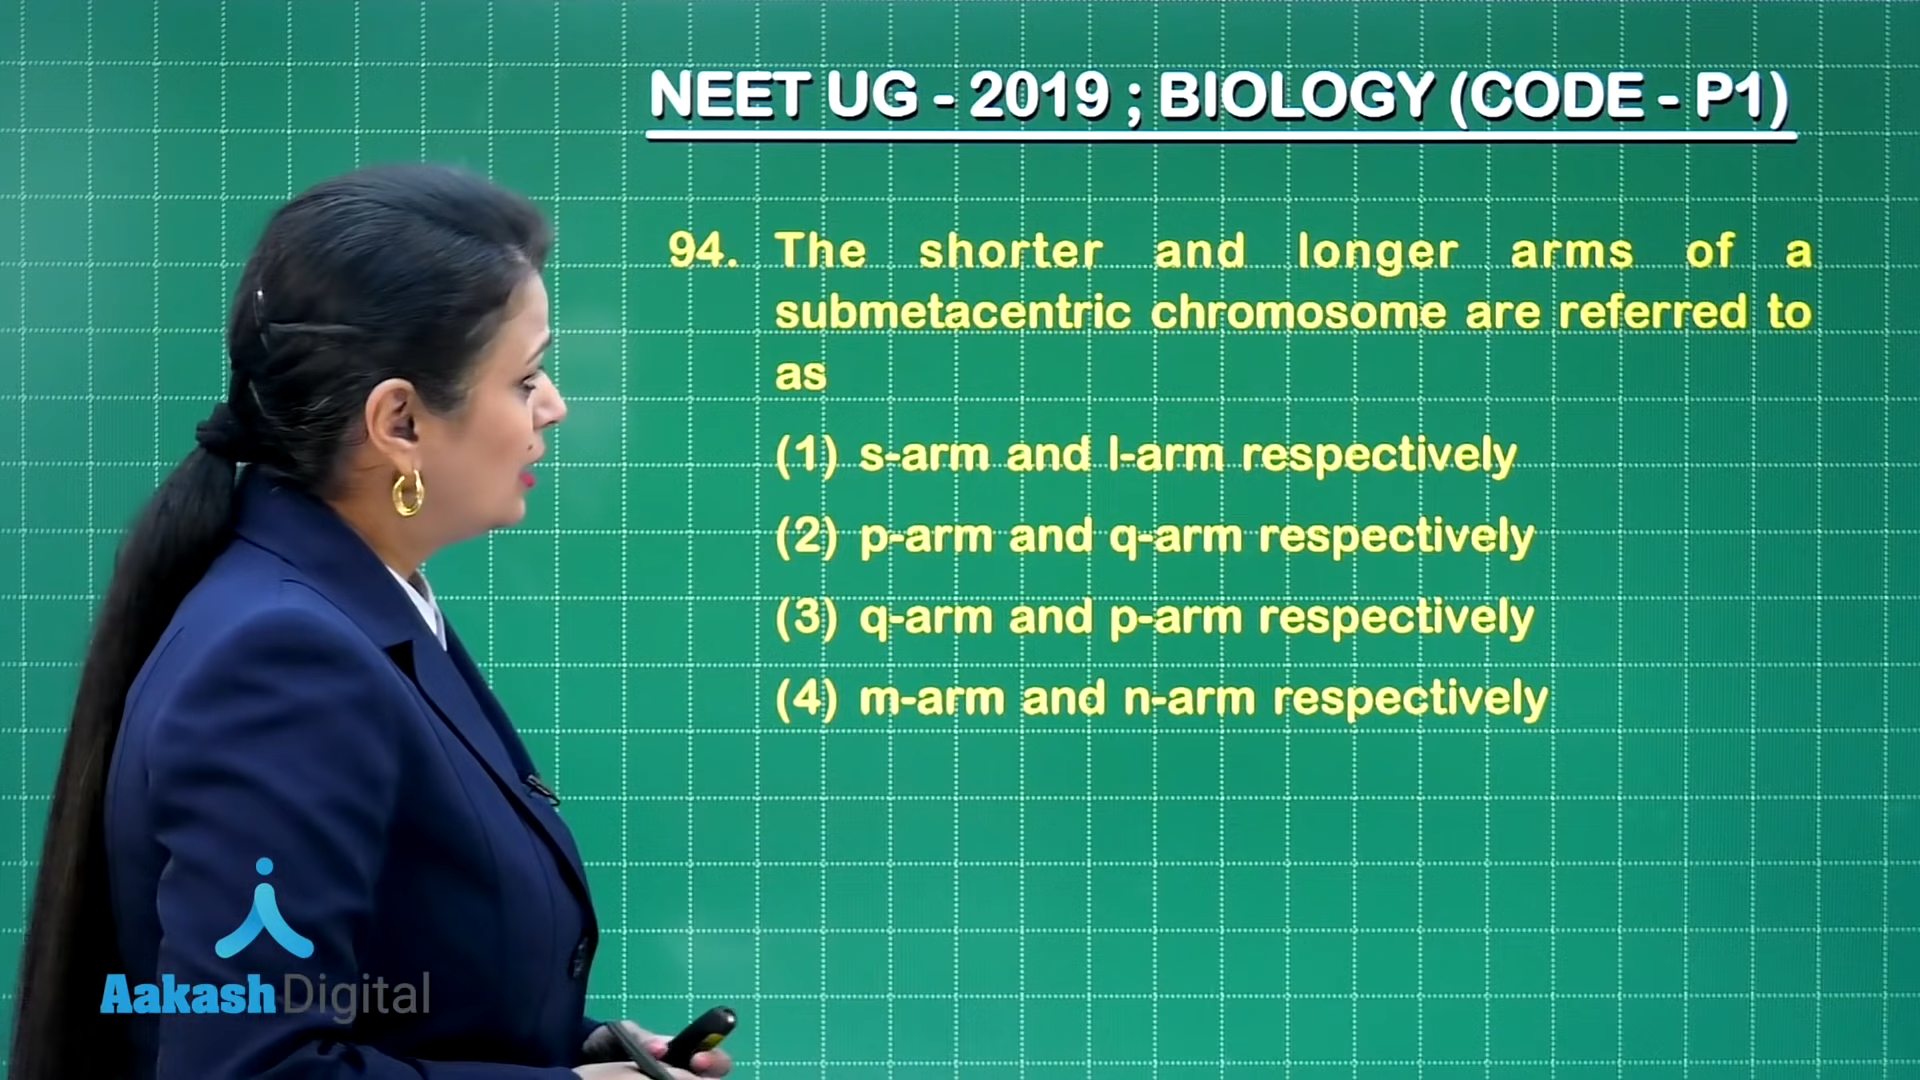 NEET UG - 2019 ; BIOLOGY (CODE - P1)
94. The shorter and longer arms of a
submetacentric chromosome are referred to
as
(1) s-arm and l-arm respectively
(2) p-arm and q-arm respectively
(3) q-arm and p-arm respectively
(4) m-arm and n-arm respectively
Aakash Digital